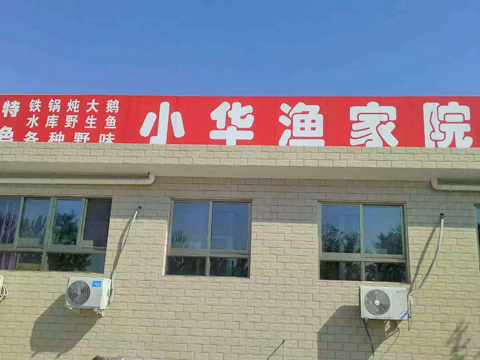 特色
铁锅炖大鹅
水库野生鱼
各种野味
小华渔家院